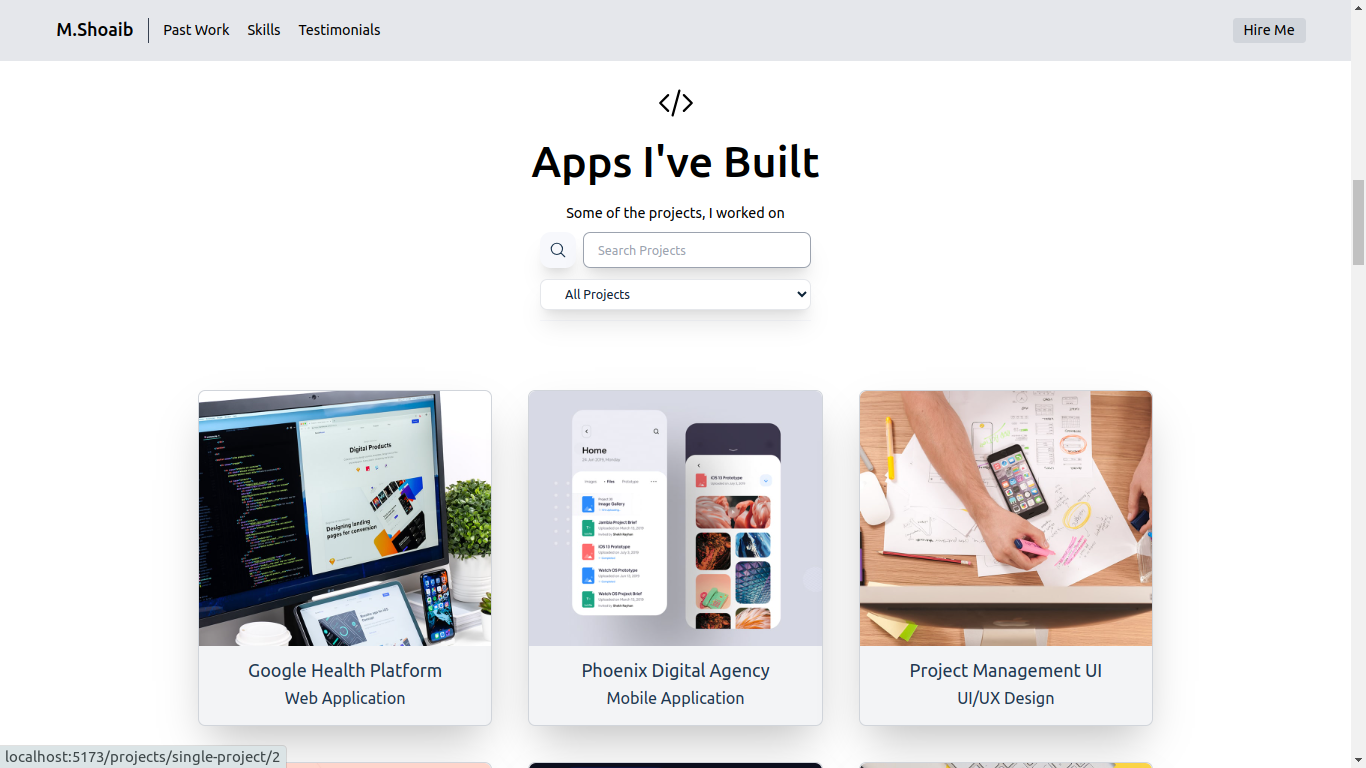 M.Shoaib
Past Work
Skills
Testimonials
Hire Me
Apps I've Built
Some of the projects, I worked on
Search Projects
All Projects
Digital Products
Designing landing
pages for conversion
Home
Images
Files
Prototypes
Image Gallery
Zambia Project Brief
iOS 13 Prototype
Watch OS Prototype
Watch OS Project Brief
iOS 13 Prototype
Google Health Platform
Web Application
Phoenix Digital Agency
Mobile Application
Project Management UI
UI/UX Design
localhost:5173/projects/single-project/2